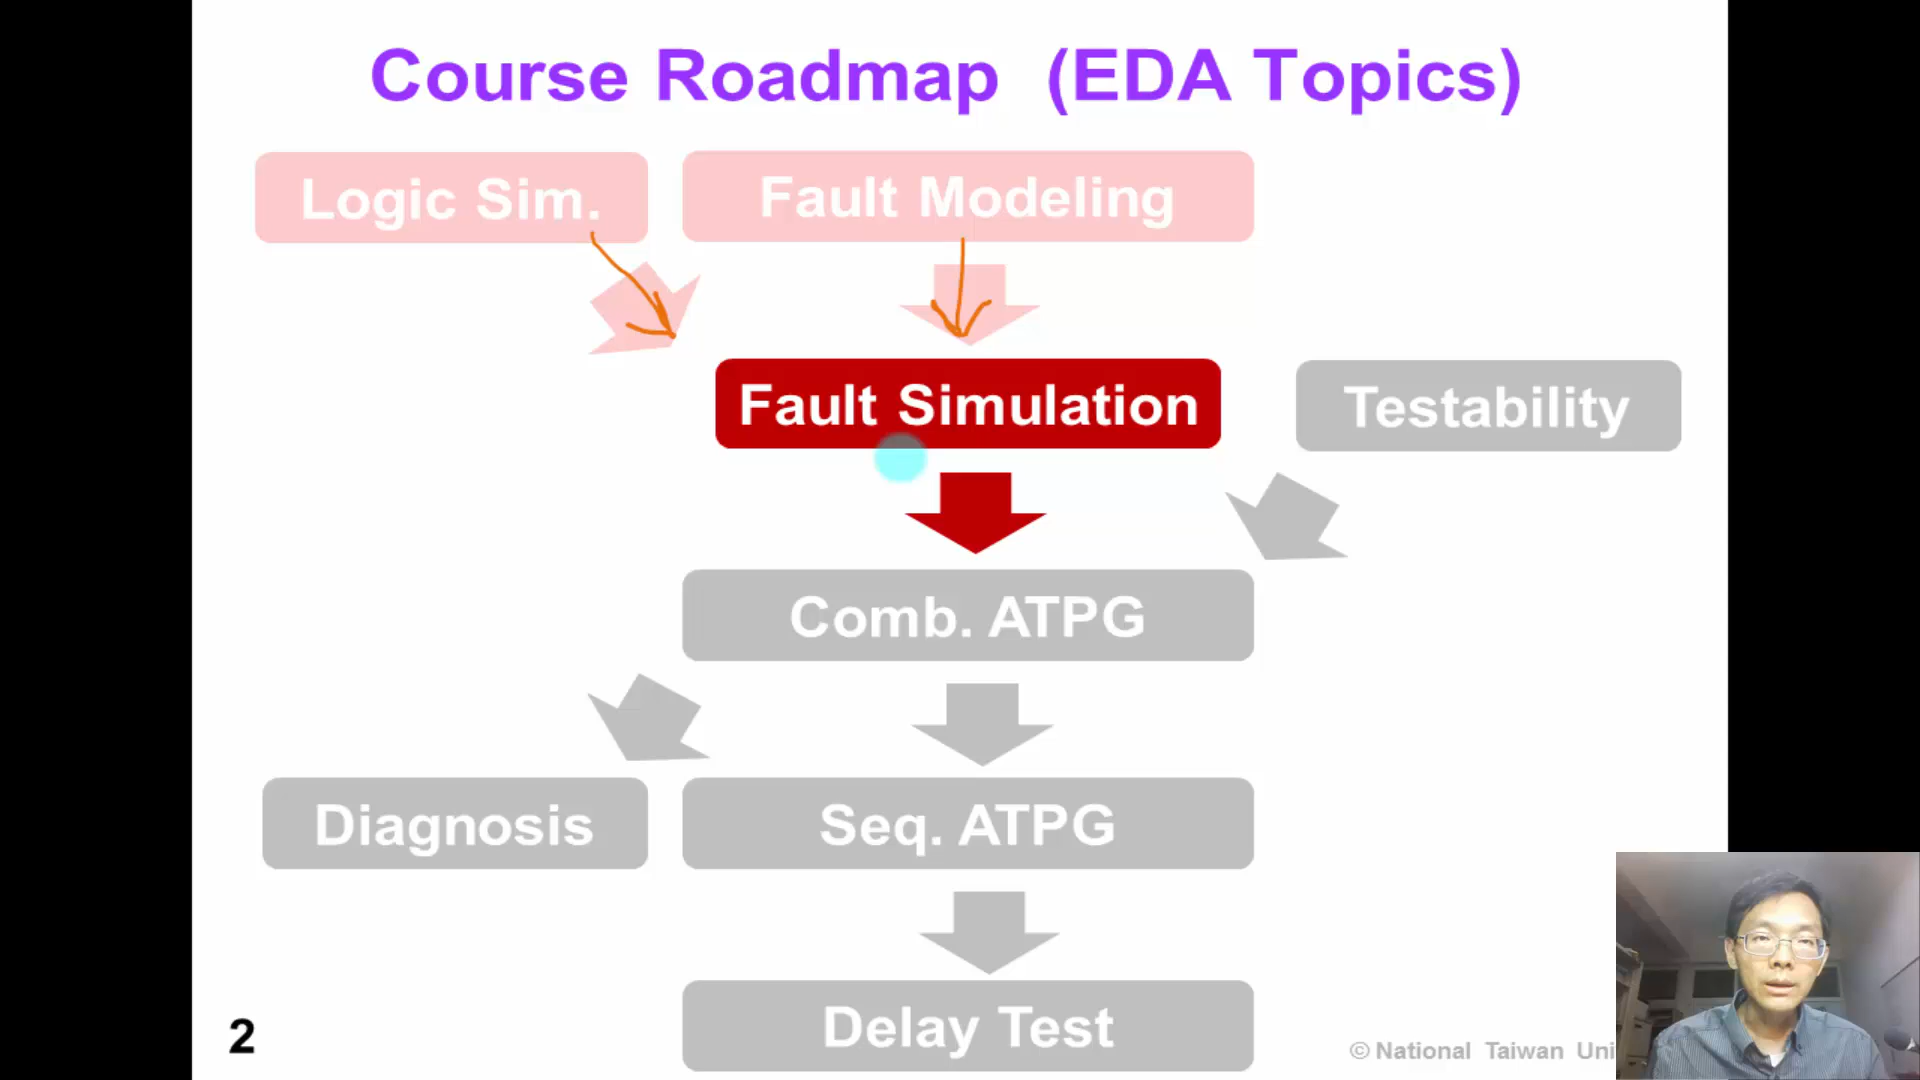 Course Roadmap (EDA Topics)
Logic Sim.
Fault Modeling
Fault Simulation
Testability
Comb. ATPG
Diagnosis
Seq. ATPG
Delay Test
2
© National Taiwan